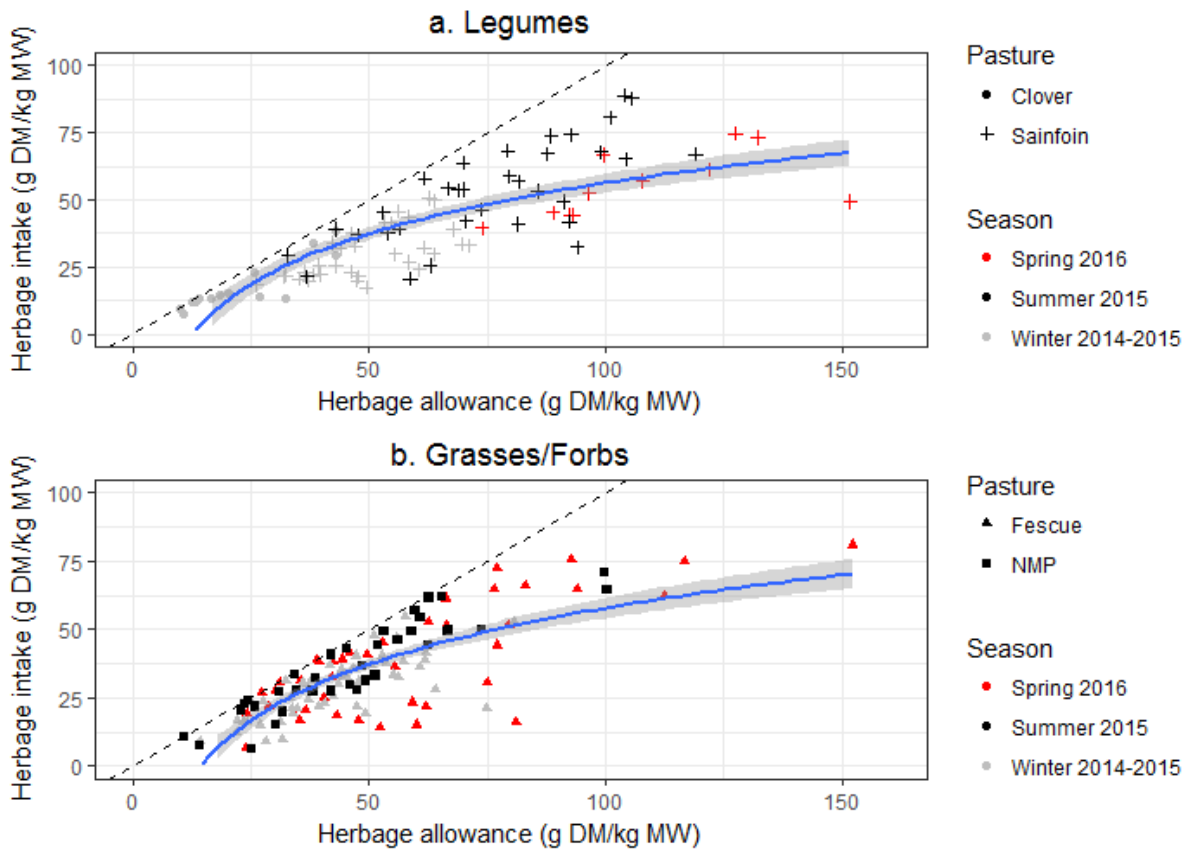 a. Legumes
Herbage intake (g DM/kg MW)
100
75
50
25
0
0 50 100 150
Herbage allowance (g DM/kg MW)
Pasture
Clover
Sainfoin
Season
Spring 2016
Summer 2015
Winter 2014-2015
b. Grasses/Forbs
Herbage intake (g DM/kg MW)
100
75
50
25
0
0 50 100 150
Herbage allowance (g DM/kg MW)
Pasture
Fescue
NMP
Season
Spring 2016
Summer 2015
Winter 2014-2015